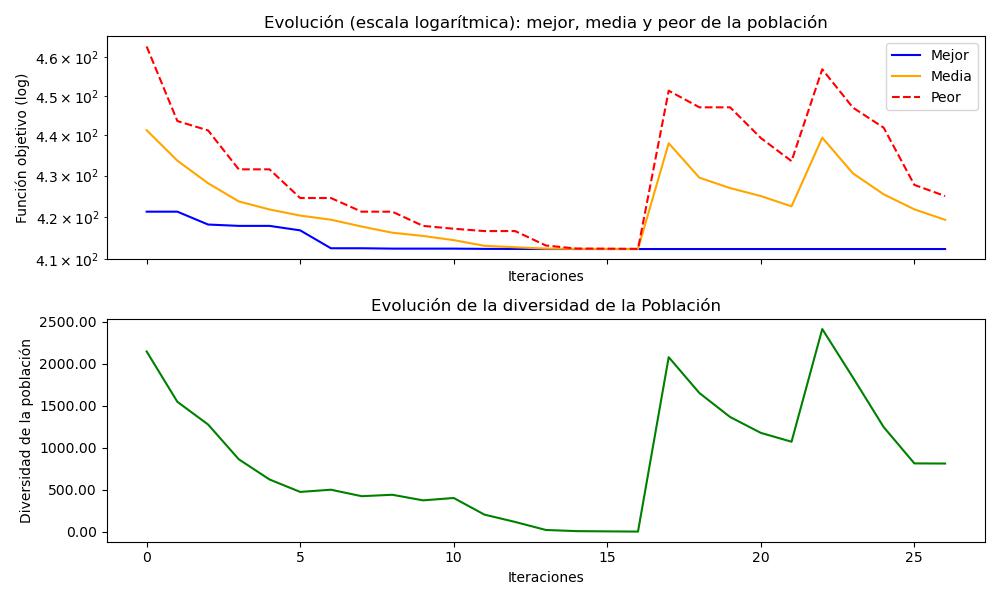 Evolución (escala logarítmica): mejor, media y peor de la población
Función objetivo (log)
4.6 × 10²
4.5 × 10²
4.4 × 10²
4.3 × 10²
4.2 × 10²
4.1 × 10²
Mejor
Media
Peor
Iteraciones
Evolución de la diversidad de la Población
Diversidad de la población
2500.00
2000.00
1500.00
1000.00
500.00
0.00
0 5 10 15 20 25
Iteraciones